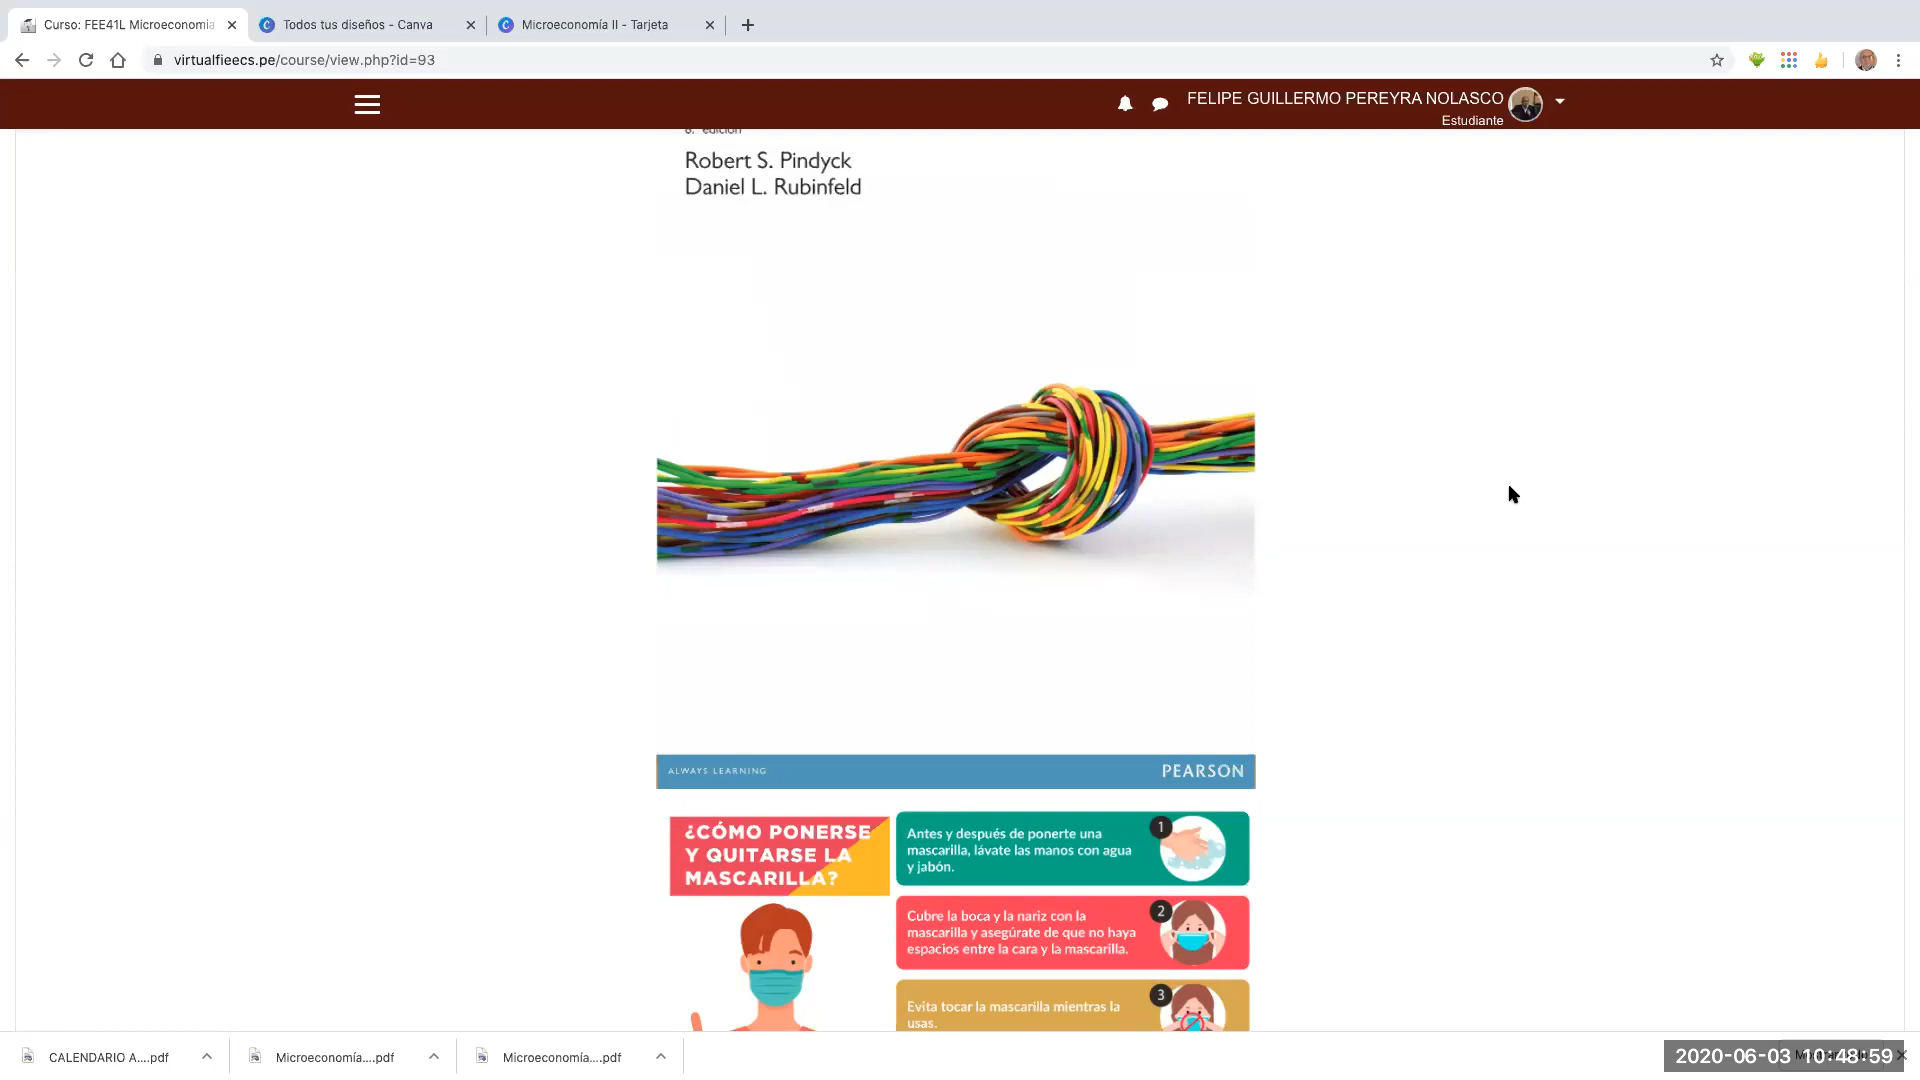 Curso: FEE41L Microeconomia
Todos tus diseños - Canva
Microeconomía II - Tarjeta
virtualfieecs.pe/course/view.php?id=93
FELIPE GUILLERMO PEREYRA NOLASCO
Estudiante
edición
Robert S. Pindyck
Daniel L. Rubinfeld
ALWAYS LEARNING
PEARSON
¿CÓMO PONERSE
Y QUITARSE LA
MASCARILLA?
1
Antes y después de ponerte una
mascarilla, lávate las manos con agua
y jabón.
2
Cubre la boca y la nariz con la
mascarilla y asegúrate de que no haya
espacios entre la cara y la mascarilla.
3
Evita tocar la mascarilla mientras la
usas.
CALENDARIO A....pdf
Microeconomía....pdf
Microeconomía....pdf
2020-06-03 10:48:59